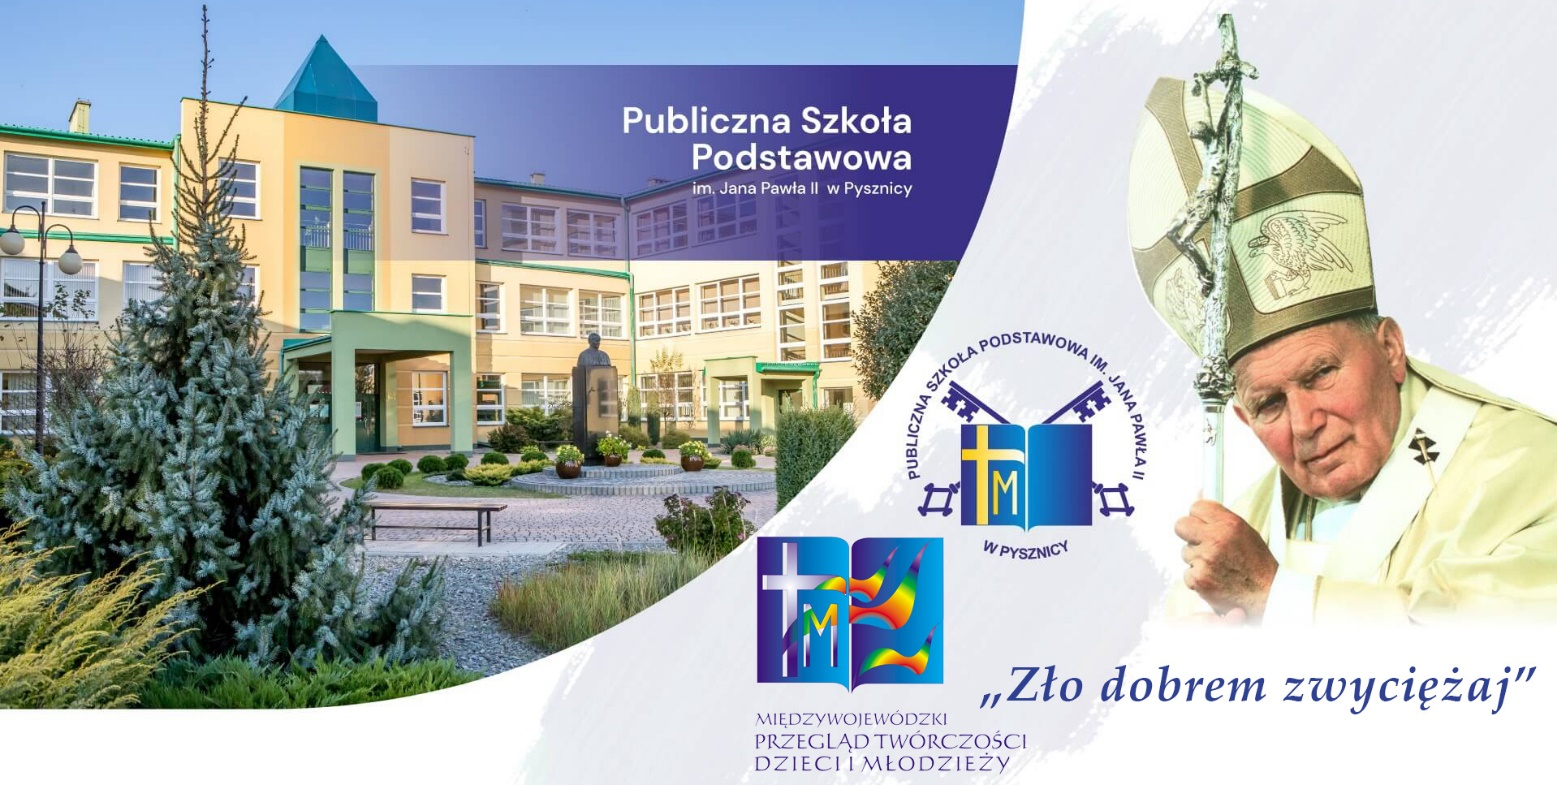 Publiczna Szkoła
Podstawowa
im. Jana Pawła II w Pysznicy
PUBLICZNA SZKOŁA PODSTAWOWA IM. JANA PAWŁA II
M
W PYSZNICY
M
„Zło dobrem zwyciężaj”
MIĘDZYWOJEWÓDZKI
PRZEGLĄD TWÓRCZOŚCI
DZIECI I MŁODZIEŻY